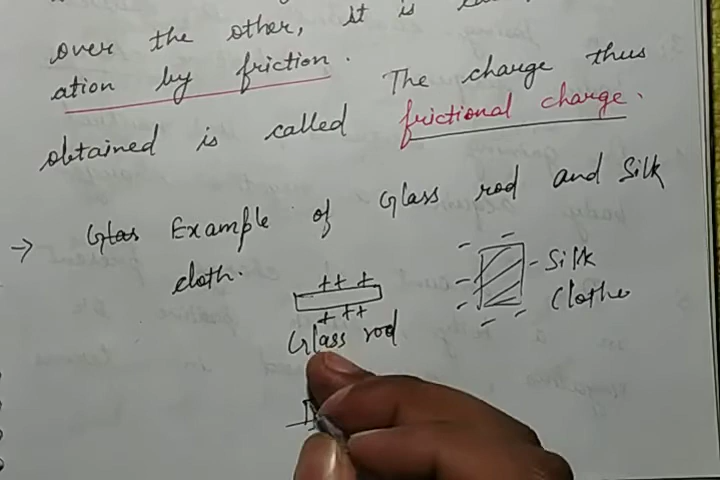 over the other, it is
ation by friction. The charge thus
obtained is called frictional charge.
→ Glas Example of Glass rod and Silk
cloth.
++ +
+ ++
Glass rod
- Silk
Clothe